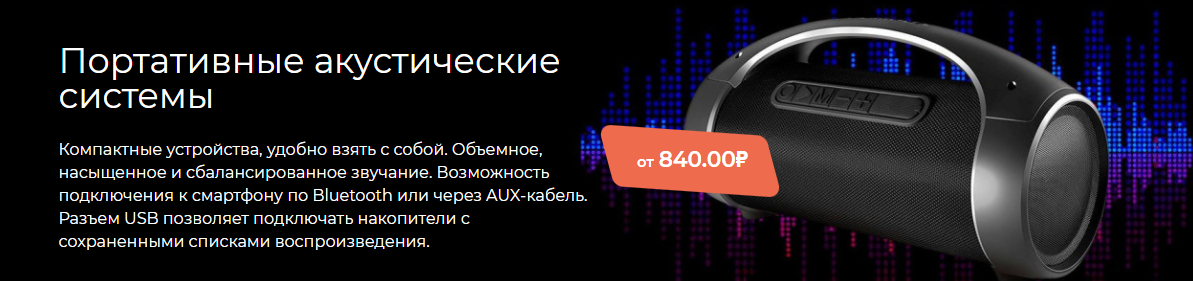 Портативные акустические
системы
Компактные устройства, удобно взять с собой. Объемное,
насыщенное и сбалансированное звучание. Возможность
подключения к смартфону по Bluetooth или через AUX-кабель.
Разъем USB позволяет подключать накопители с
сохраненными списками воспроизведения.
от 840.00₽